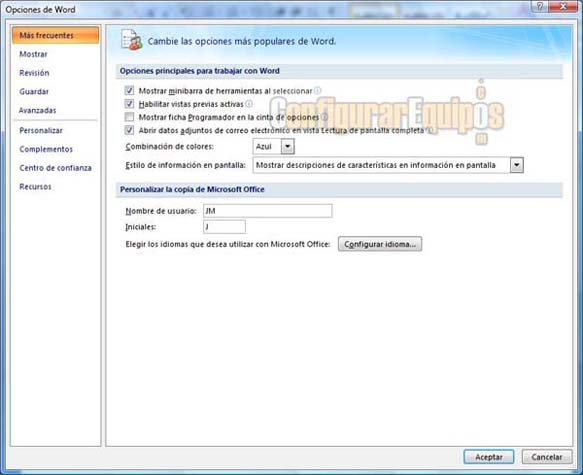 Opciones de Word
Más frecuentes
Mostrar
Revisión
Guardar
Avanzadas
Personalizar
Complementos
Centro de confianza
Recursos
Cambie las opciones más populares de Word.
Opciones principales para trabajar con Word
Mostrar minibarra de herramientas al seleccionar
Habilitar vistas previas activas
Mostrar ficha Programador en la cinta de opciones
Abrir datos adjuntos de correo electrónico en vista Lectura de pantalla completa
Combinación de colores: Azul
Estilo de información en pantalla: Mostrar descripciones de características en información en pantalla
Personalizar la copia de Microsoft Office
Nombre de usuario: JM
Iniciales: J
Elegir los idiomas que desea utilizar con Microsoft Office: Configurar idioma...
Aceptar Cancelar
ConfigurarEquipos.com